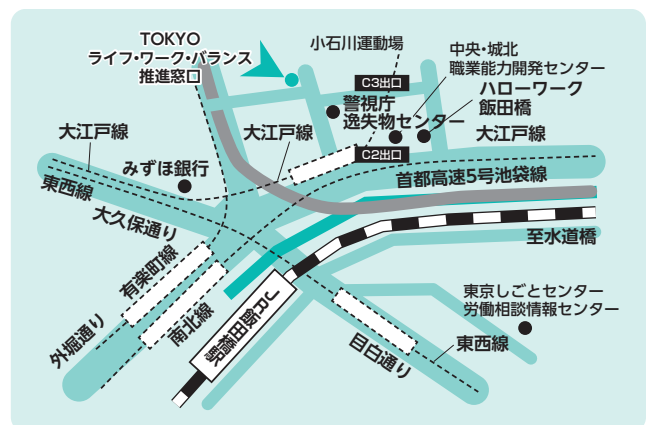 TOKYO
ライフ・ワーク・バランス
推進窓口
小石川運動場
中央・城北
職業能力開発センター
C3出口
ハローワーク
飯田橋
警視庁
遺失物センター
大江戸線
大江戸線
大江戸線
C2出口
みずほ銀行
首都高速5号池袋線
東西線
大久保通り
至水道橋
有楽町線
南北線
外堀通り
JR飯田橋駅
東京しごとセンター
労働相談情報センター
目白通り
東西線